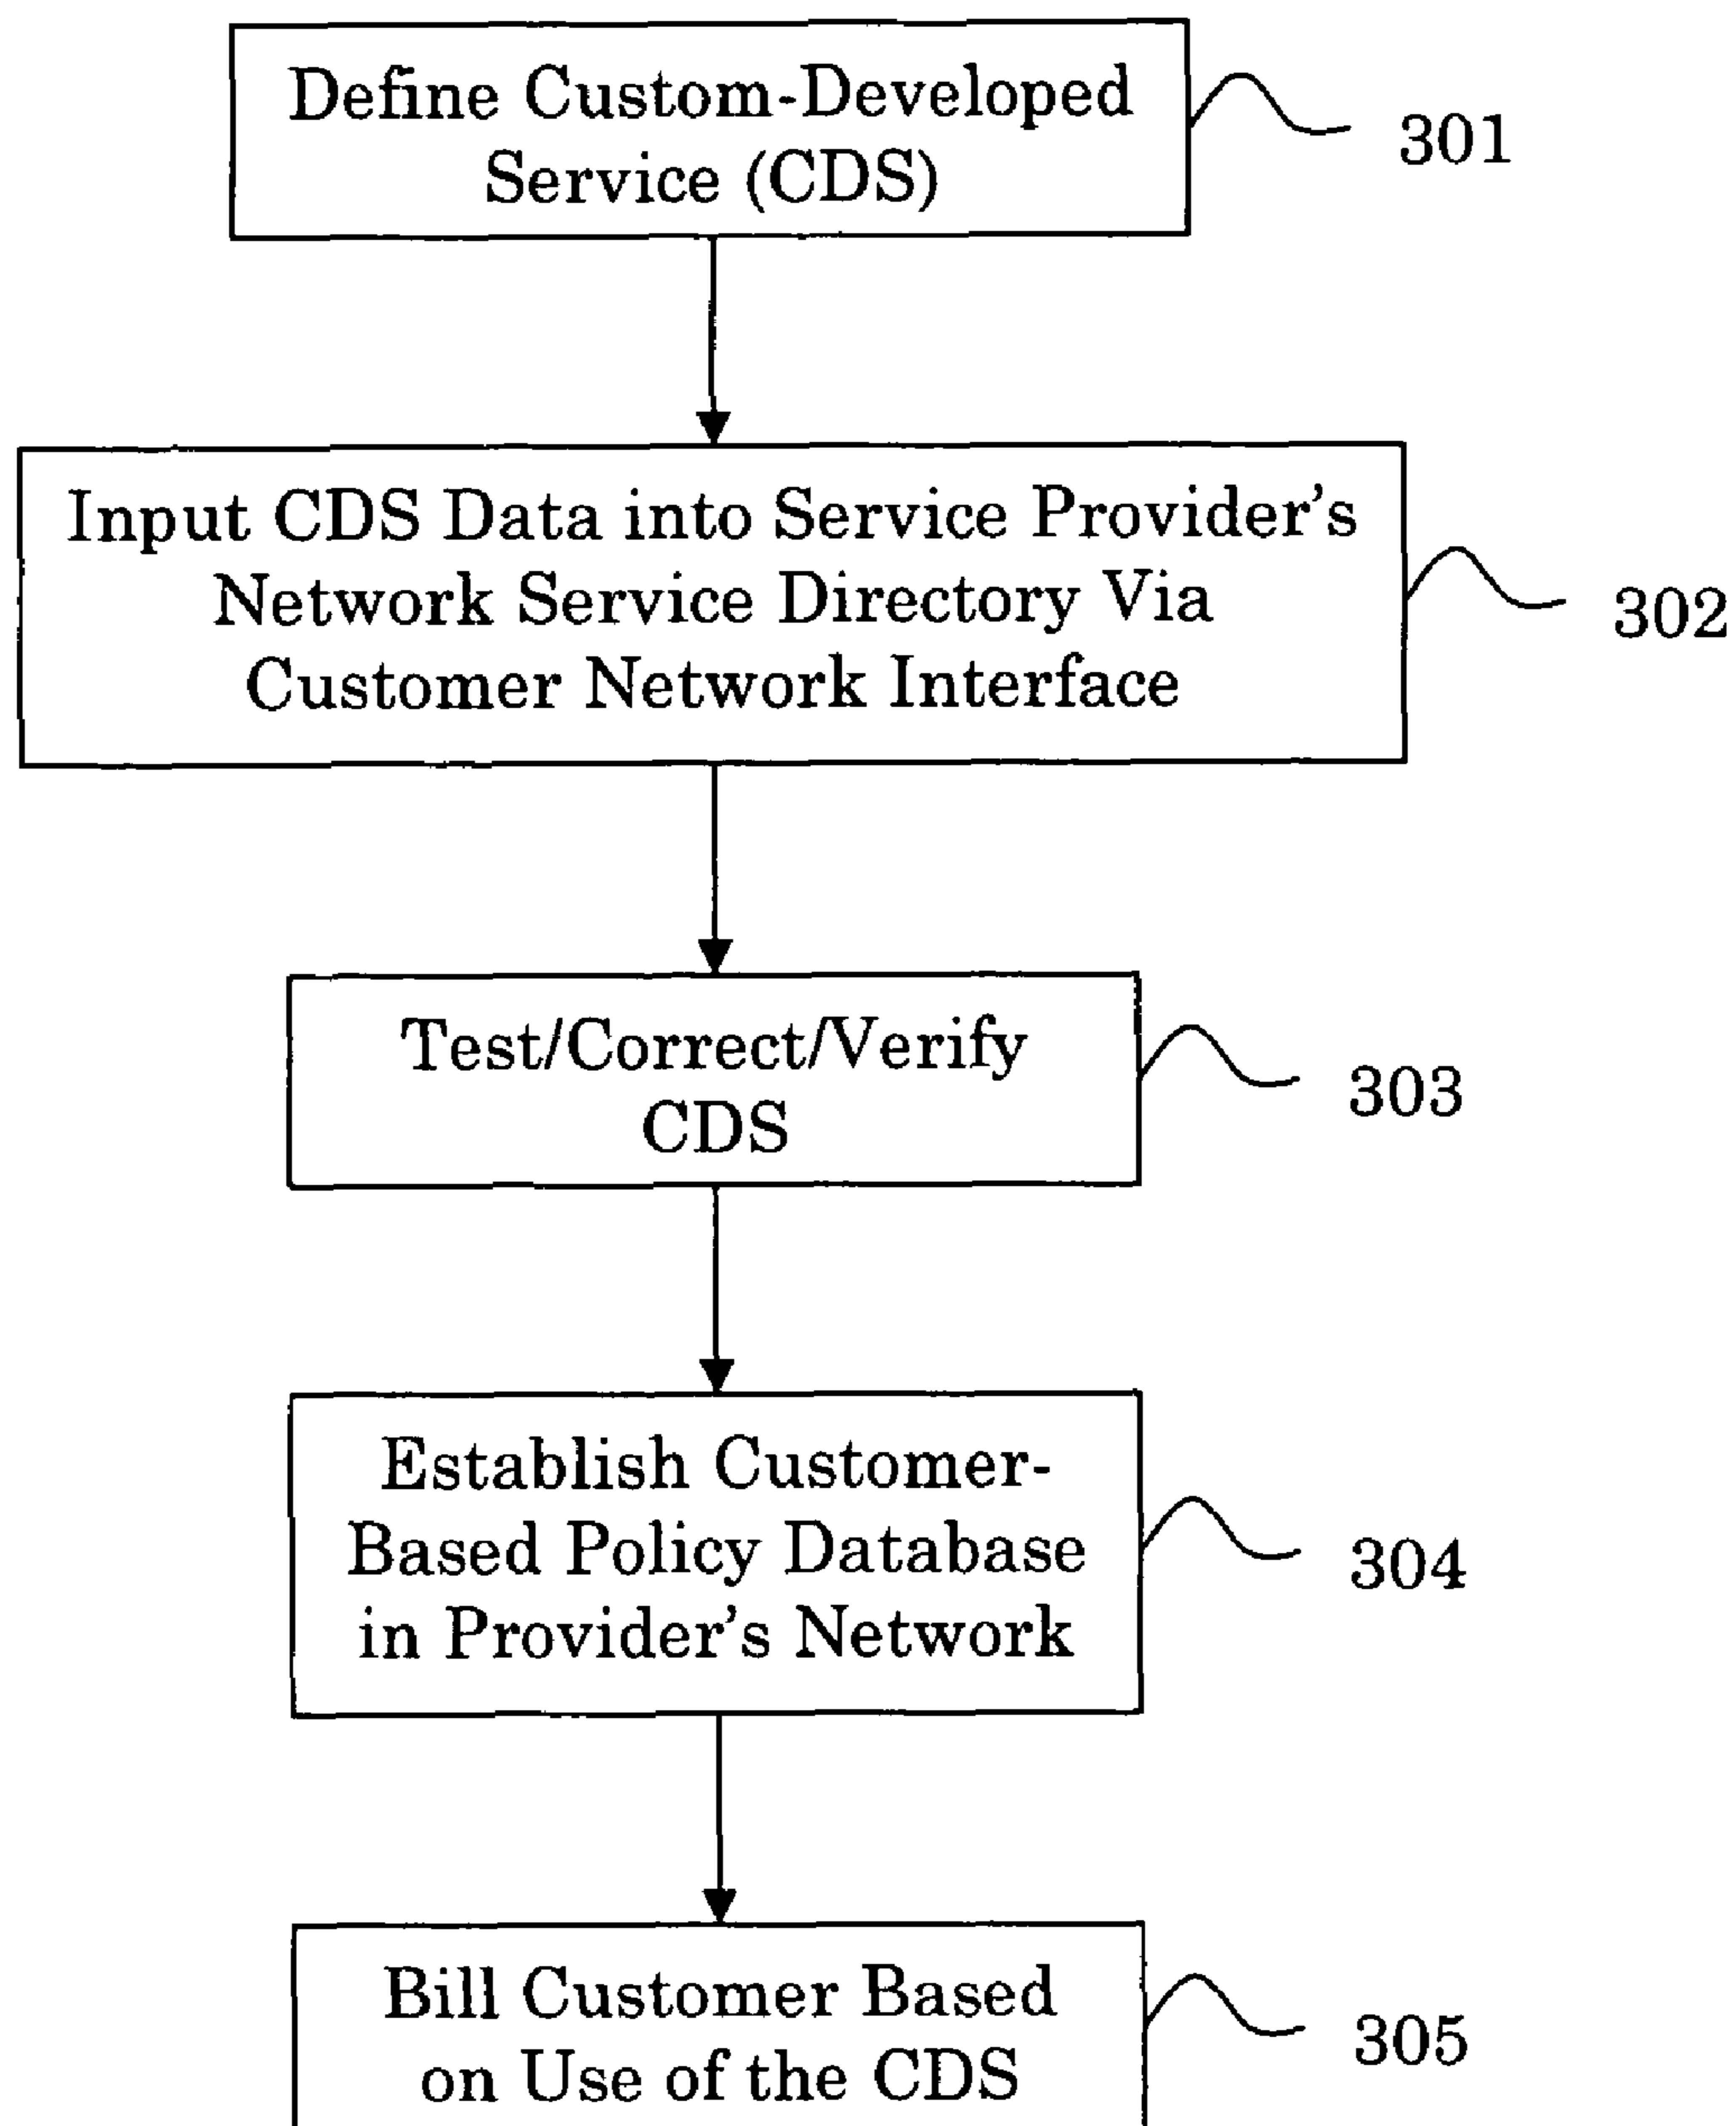 Define Custom-Developed
Service (CDS)
301
Input CDS Data into Service Provider's
Network Service Directory Via
Customer Network Interface
302
Test/Correct/Verify
CDS
303
Establish Customer-
Based Policy Database
in Provider's Network
304
Bill Customer Based
on Use of the CDS
305